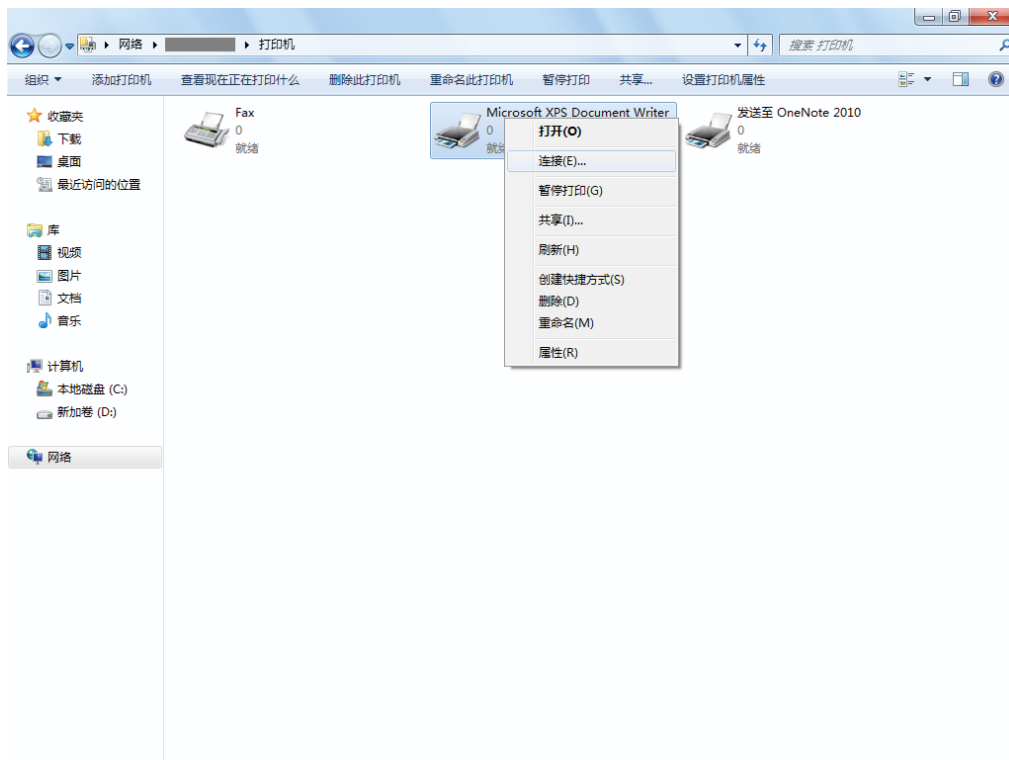 网络 打印机
搜索 打印机
组织 添加打印机 查看现在正在打印什么 删除此打印机 重命名此打印机 暂停打印 共享... 设置打印机属性
收藏夹
下载
桌面
最近访问的位置
库
视频
图片
文档
音乐
计算机
本地磁盘 (C:)
新加卷 (D:)
网络
Fax
0
就绪
Microsoft XPS Document Writer
0
发送至 OneNote 2010
0
就绪
打开(O)
连接(E)...
暂停打印(G)
共享(I)...
刷新(H)
创建快捷方式(S)
删除(D)
重命名(M)
属性(R)